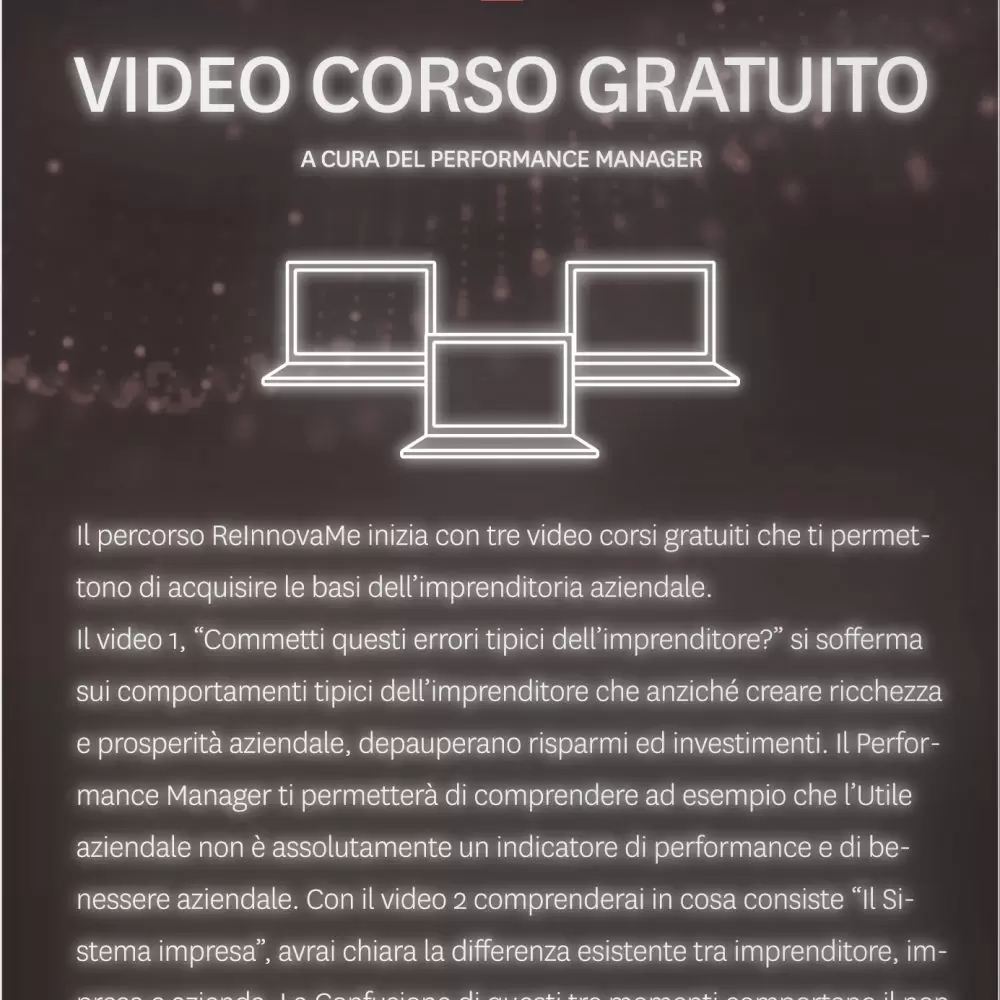 VIDEO CORSO GRATUITO
A CURA DEL PERFORMANCE MANAGER
Il percorso ReInnovaMe inizia con tre video corsi gratuiti che ti permet-
tono di acquisire le basi dell’imprenditoria aziendale.
Il video 1, “Commetti questi errori tipici dell’imprenditore?” si sofferma
sui comportamenti tipici dell’imprenditore che anziché creare ricchezza
e prosperità aziendale, depauperano risparmi ed investimenti. Il Perfor-
mance Manager ti permetterà di comprendere ad esempio che l’Utile
aziendale non è assolutamente un indicatore di performance e di be-
nessere aziendale. Con il video 2 comprenderai in cosa consiste “Il Si-
stema impresa”, avrai chiara la differenza esistente tra imprenditore, im-